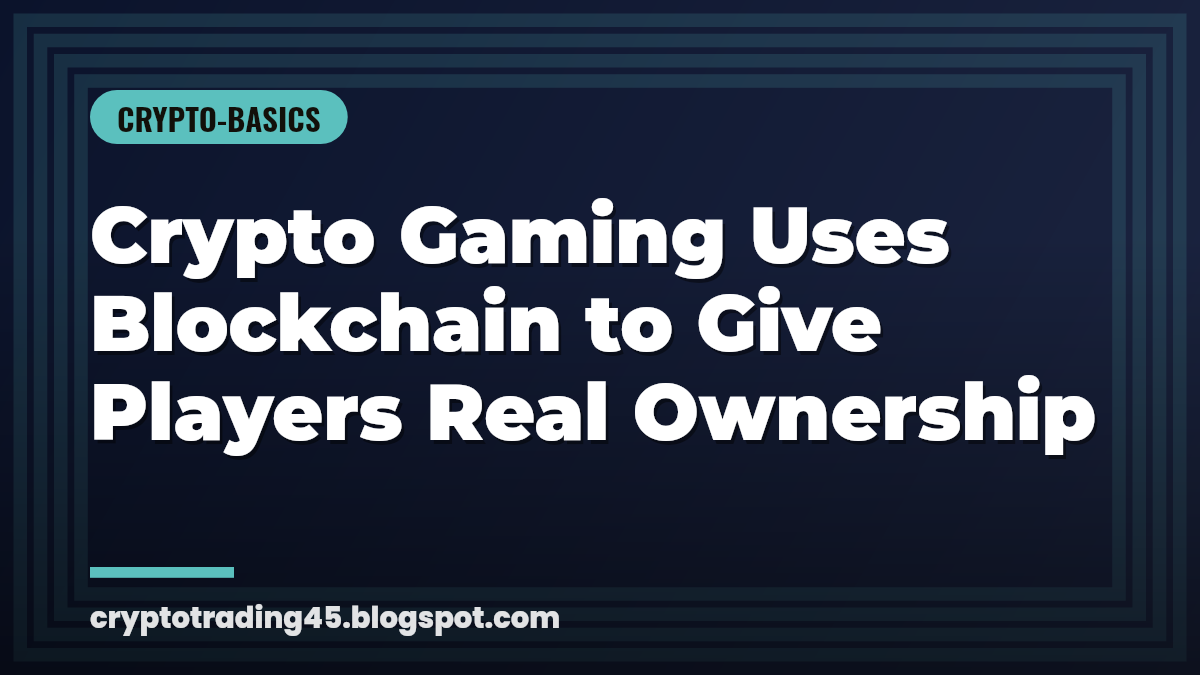 CRYPTO-BASICS
Crypto Gaming Uses
Blockchain to Give
Players Real Ownership
cryptotrading45.blogspot.com